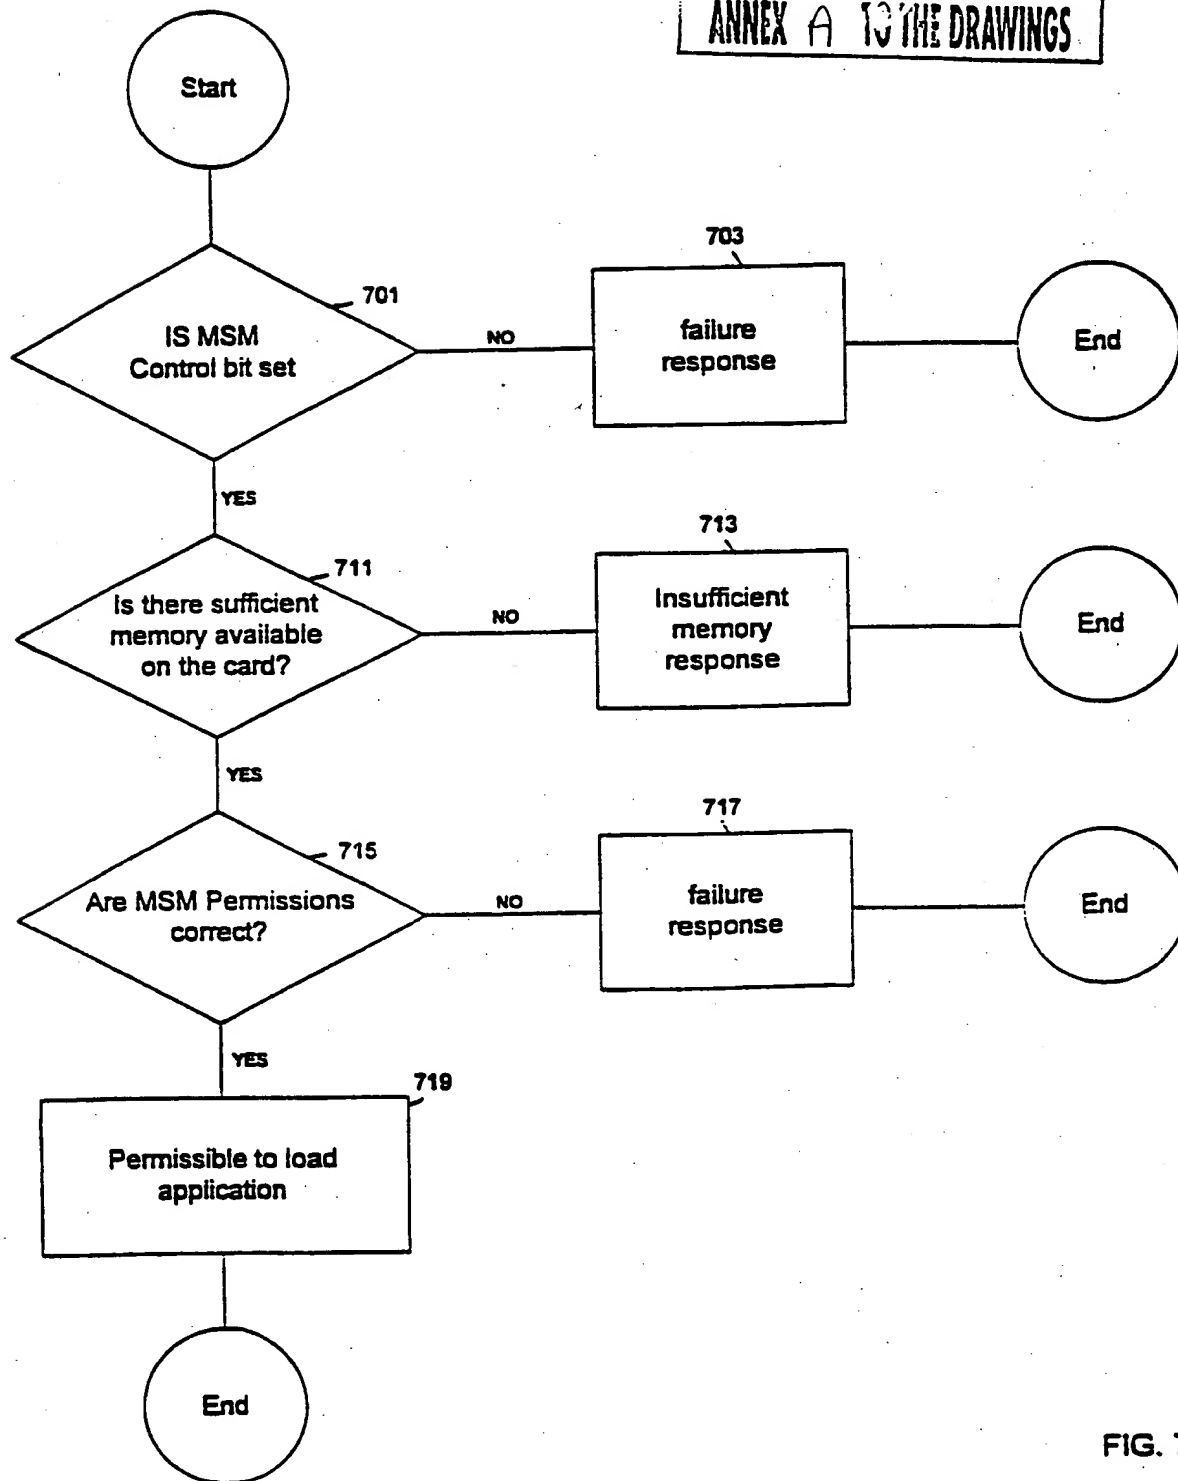 ANNEX A TO THE DRAWINGS
Start
701
IS MSM
Control bit set
NO
703
failure
response
End
YES
711
Is there sufficient
memory available
on the card?
NO
713
Insufficient
memory
response
End
YES
715
Are MSM Permissions
correct?
NO
717
failure
response
End
YES
719
Permissible to load
application
End
FIG. 7